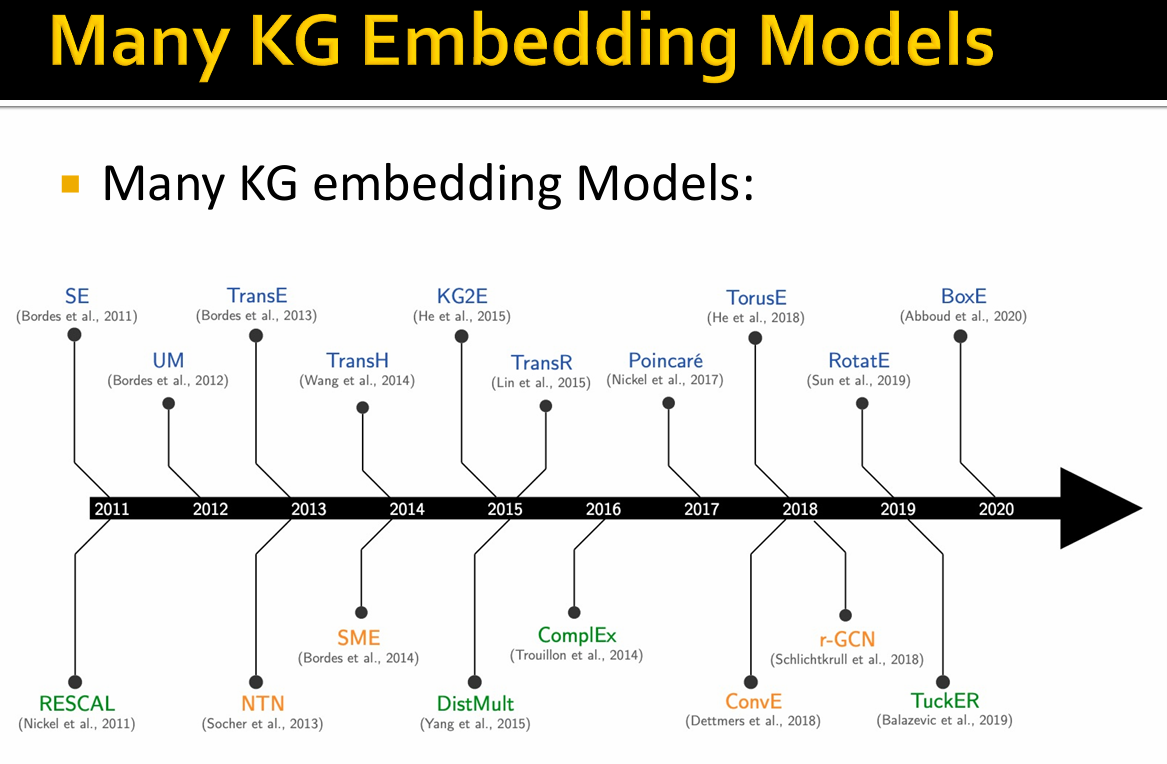 Many KG Embedding Models
Many KG embedding Models:
SE
(Bordes et al., 2011)
TransE
(Bordes et al., 2013)
KG2E
(He et al., 2015)
TorusE
(He et al., 2018)
BoxE
(Abboud et al., 2020)
UM
(Bordes et al., 2012)
TransH
(Wang et al., 2014)
TransR
(Lin et al., 2015)
Poincaré
(Nickel et al., 2017)
RotatE
(Sun et al., 2019)
2011 2012 2013 2014 2015 2016 2017 2018 2019 2020
SME
(Bordes et al., 2014)
ComplEx
(Trouillon et al., 2014)
r-GCN
(Schlichtkrull et al., 2018)
RESCAL
(Nickel et al., 2011)
NTN
(Socher et al., 2013)
DistMult
(Yang et al., 2015)
ConvE
(Dettmers et al., 2018)
TuckER
(Balazevic et al., 2019)